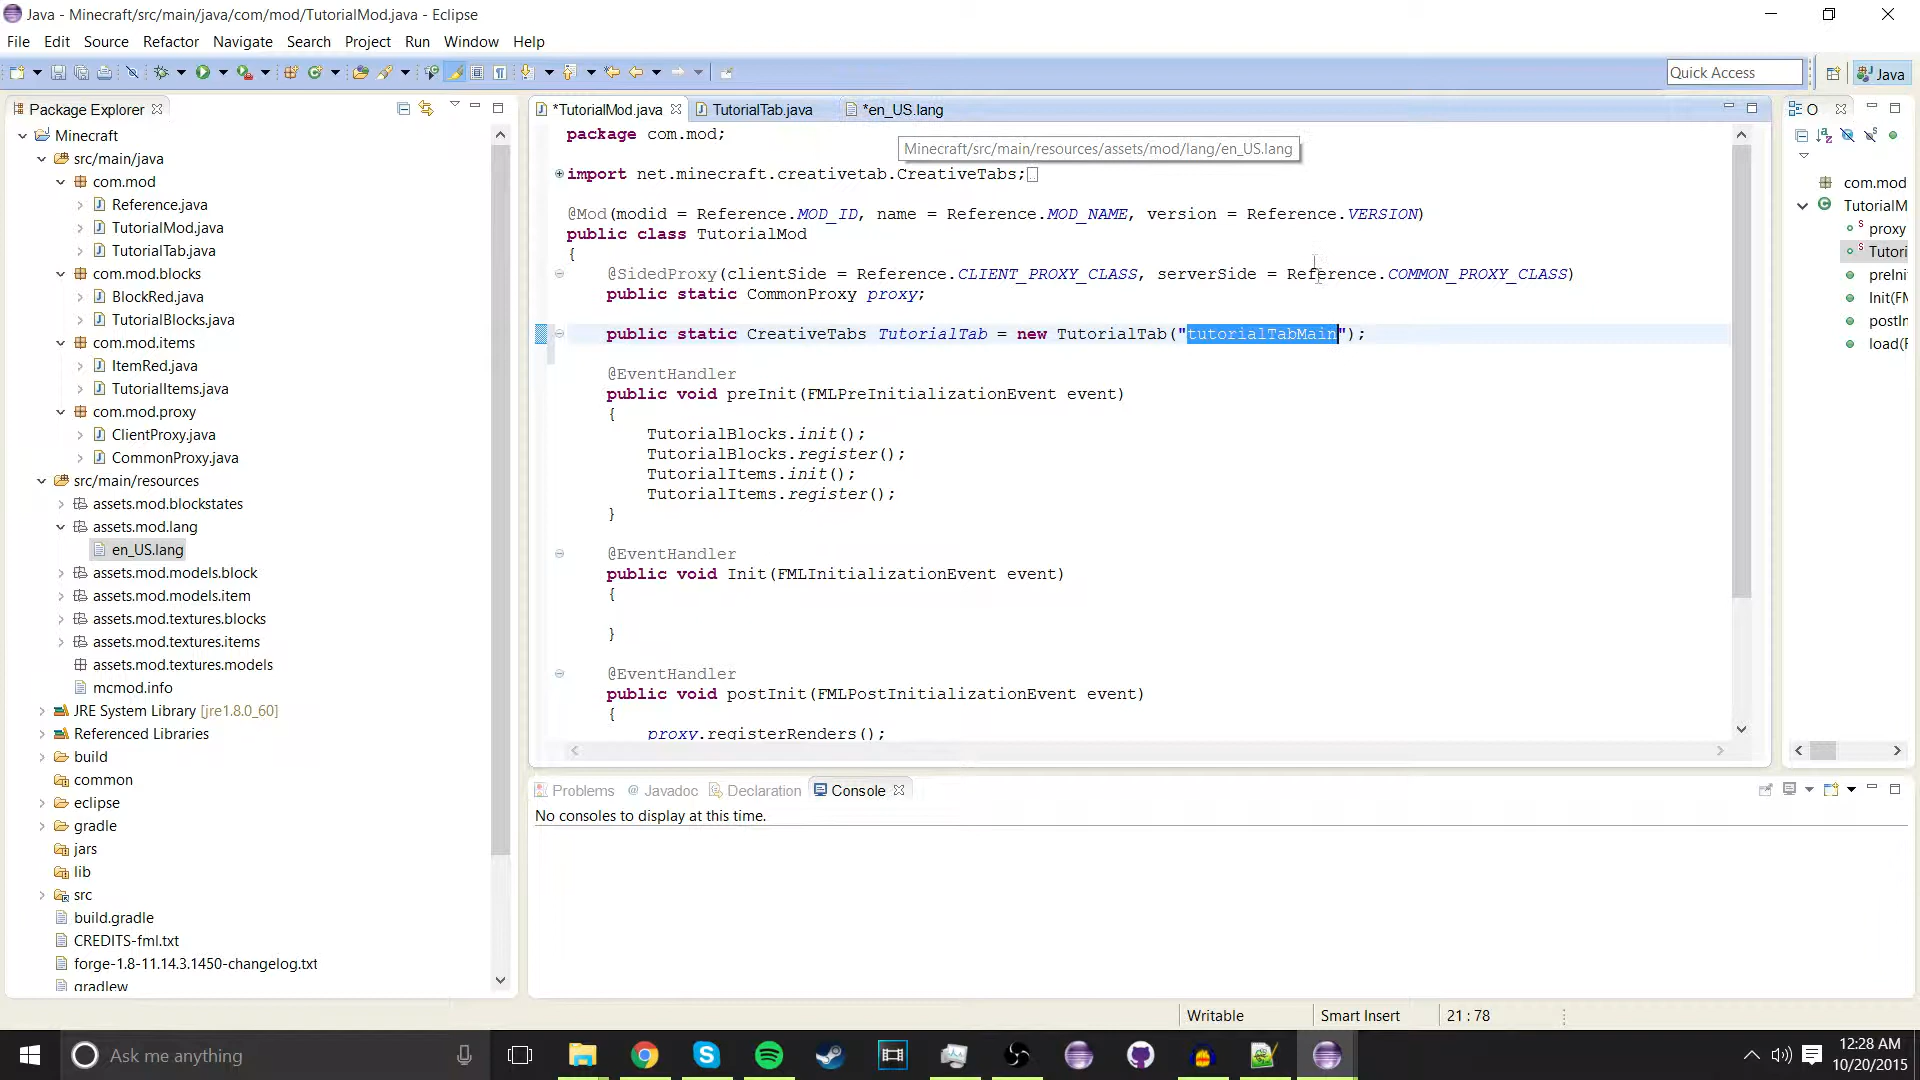 Java - Minecraft/src/main/java/com/mod/TutorialMod.java - Eclipse
File Edit Source Refactor Navigate Search Project Run Window Help
Quick Access
Java
Package Explorer
Minecraft
src/main/java
com.mod
Reference.java
TutorialMod.java
TutorialTab.java
com.mod.blocks
BlockRed.java
TutorialBlocks.java
com.mod.items
ItemRed.java
TutorialItems.java
com.mod.proxy
ClientProxy.java
CommonProxy.java
src/main/resources
assets.mod.blockstates
assets.mod.lang
en_US.lang
assets.mod.models.block
assets.mod.models.item
assets.mod.textures.blocks
assets.mod.textures.items
assets.mod.textures.models
mcmod.info
JRE System Library [jre1.8.0_60]
Referenced Libraries
build
common
eclipse
gradle
jars
lib
src
build.gradle
CREDITS-fml.txt
forge-1.8-11.14.3.1450-changelog.txt
gradlew
*TutorialMod.java TutorialTab.java *en_US.lang
package com.mod;
Minecraft/src/main/resources/assets/mod/lang/en_US.lang
import net.minecraft.creativetab.CreativeTabs;
@Mod(modid = Reference.MOD_ID, name = Reference.MOD_NAME, version = Reference.VERSION)
public class TutorialMod
{
@SidedProxy(clientSide = Reference.CLIENT_PROXY_CLASS, serverSide = Reference.COMMON_PROXY_CLASS)
public static CommonProxy proxy;
public static CreativeTabs TutorialTab = new TutorialTab("tutorialTabMain");
@EventHandler
public void preInit(FMLPreInitializationEvent event)
{
TutorialBlocks.init();
TutorialBlocks.register();
TutorialItems.init();
TutorialItems.register();
}
@EventHandler
public void Init(FMLInitializationEvent event)
{
}
@EventHandler
public void postInit(FMLPostInitializationEvent event)
{
proxy.registerRenders();
O
com.mod
TutorialM
proxy
Tutori
preInit
Init(FM
postIn
load(F
Problems @ Javadoc Declaration Console
No consoles to display at this time.
Writable Smart Insert 21 : 78
Ask me anything
12:28 AM
10/20/2015